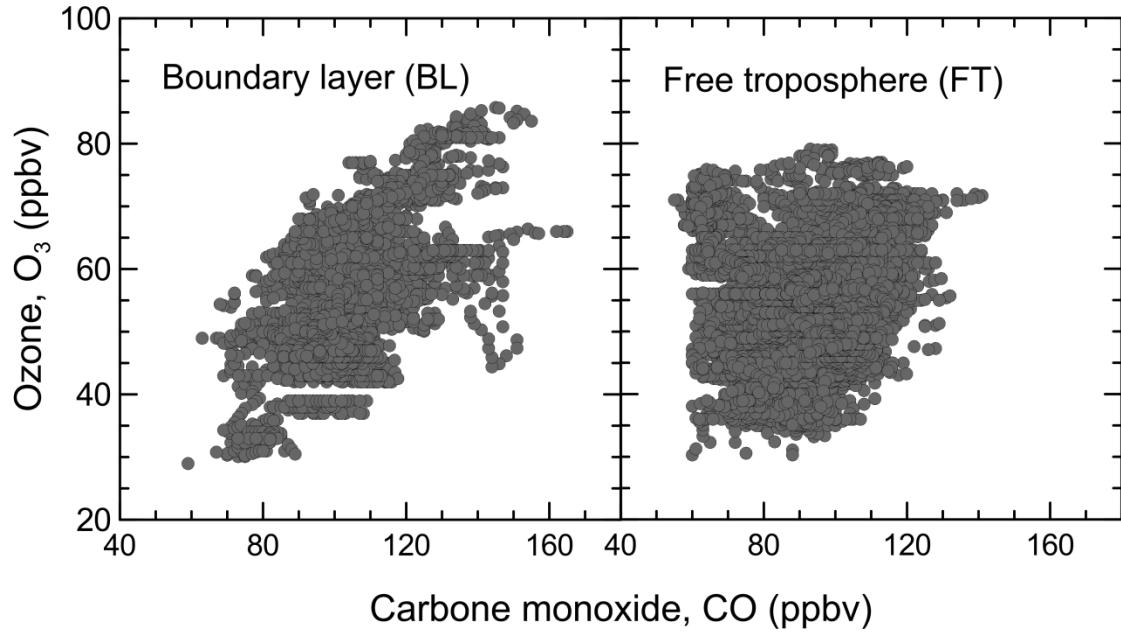 100
80
60
40
20
Ozone, O₃ (ppbv)
Boundary layer (BL)
Free troposphere (FT)
40 80 120 160 40 80 120 160
Carbone monoxide, CO (ppbv)